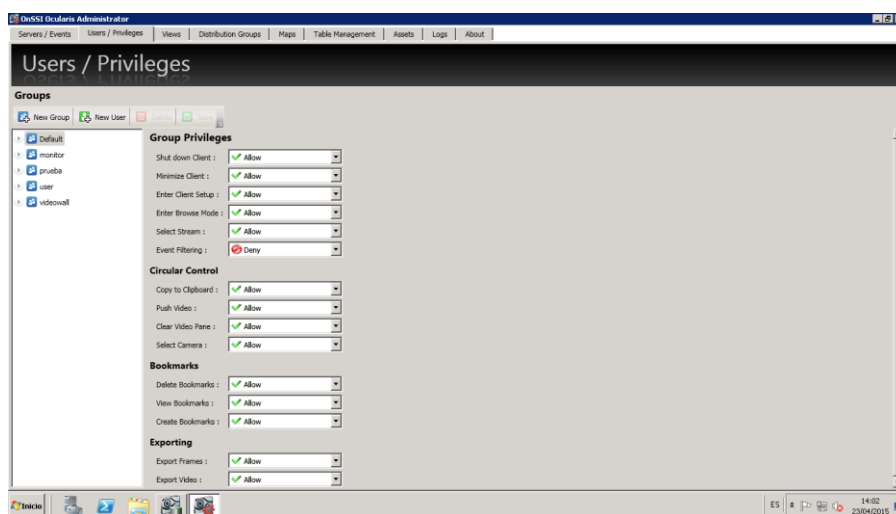 OnSSI Ocularis Administrator
Servers / Events Users / Privileges Views Distribution Groups Maps Table Management Assets Logs About
Users / Privileges
Groups
New Group New User Delete Save
Default
monitor
prueba
user
videowall
Group Privileges
Shut down Client : Allow
Minimize Client : Allow
Enter Client Setup : Allow
Enter Browse Mode : Allow
Select Stream : Allow
Event Filtering : Deny
Circular Control
Copy to Clipboard : Allow
Push Video : Allow
Clear Video Pane : Allow
Select Camera : Allow
Bookmarks
Delete Bookmarks : Allow
View Bookmarks : Allow
Create Bookmarks : Allow
Exporting
Export Frames : Allow
Export Video : Allow
Inicio
ES
14:02
23/04/2015